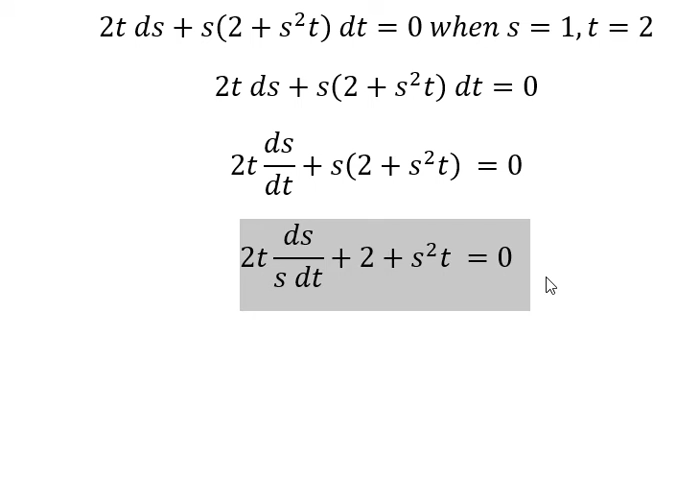 2t ds + s(2 + s²t) dt = 0 when s = 1, t = 2
2t ds + s(2 + s²t) dt = 0
2t ds/dt + s(2 + s²t) = 0
2t ds/(s dt) + 2 + s²t = 0